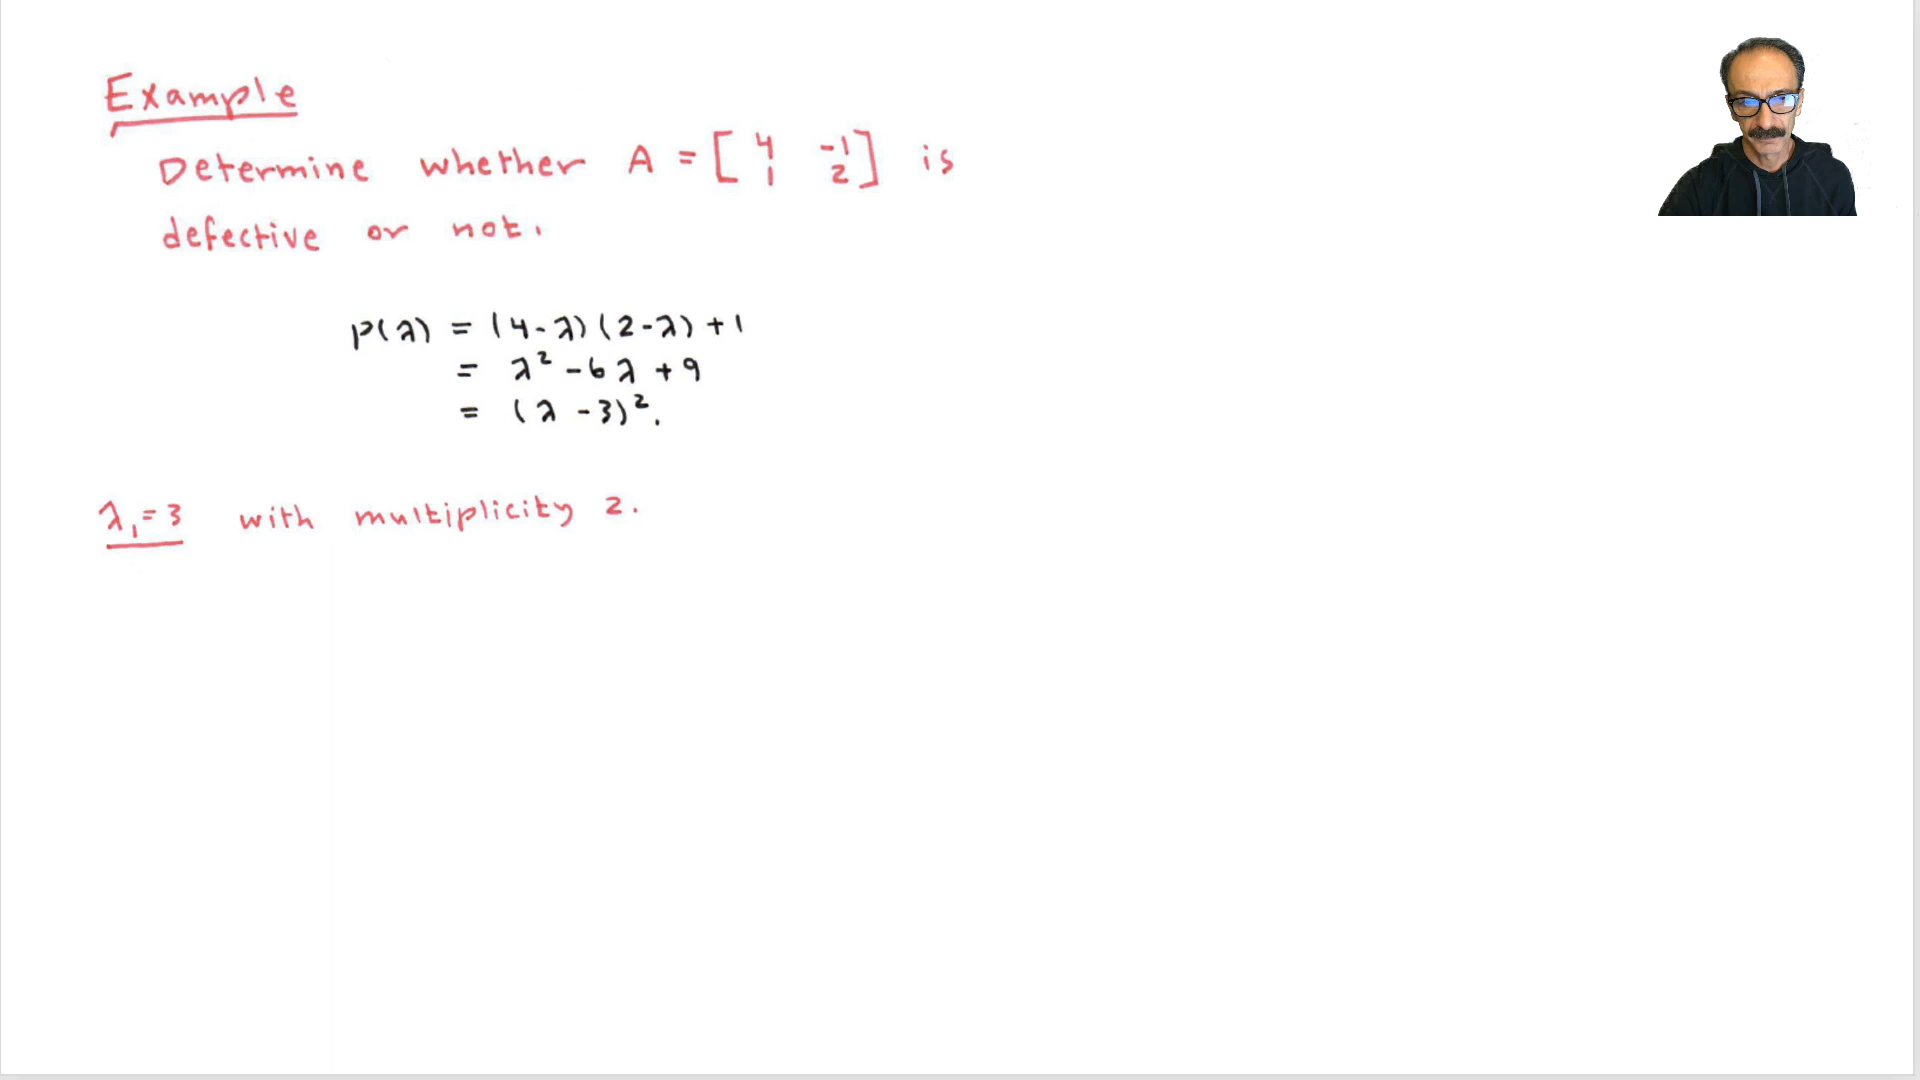 Example
Determine whether A = [ 4 -1 ] is
1 2
defective or not.
p(λ) = (4-λ)(2-λ)+1
= λ² -6λ +9
= (λ -3)².
λ₁=3 with multiplicity 2.